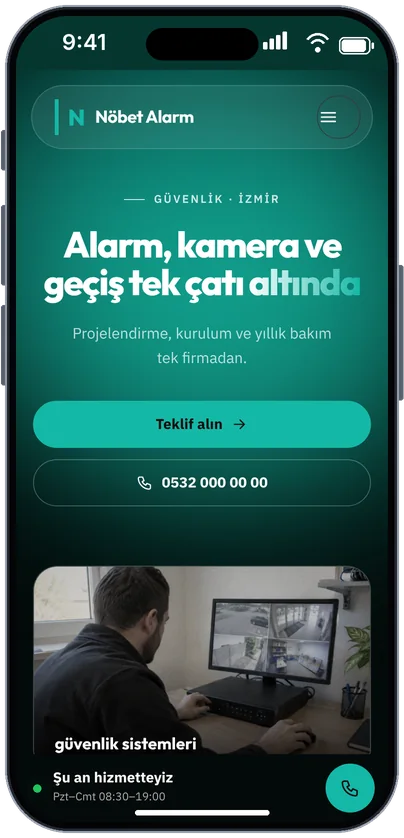 9:41
N Nöbet Alarm
GÜVENLİK · İZMİR
Alarm, kamera ve
geçiş tek çatı altında
Projelendirme, kurulum ve yıllık bakım
tek firmadan.
Teklif alın →
0532 000 00 00
güvenlik sistemleri
Şu an hizmetteyiz
Pzt–Cmt 08:30–19:00